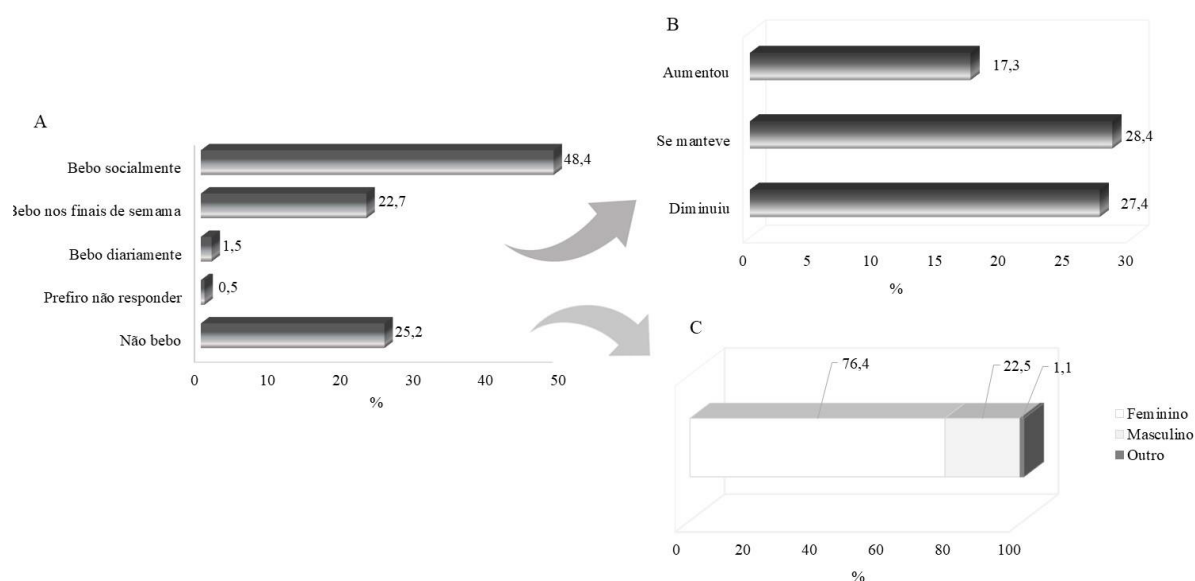 A
Bebo socialmente
48,4
Bebo nos finais de semama
22,7
Bebo diariamente
1,5
Prefiro não responder
0,5
Não bebo
25,2
0 10 20 30 40 50
%
B
Aumentou
17,3
Se manteve
28,4
Diminuiu
27,4
0 5 10 15 20 25 30
%
C
76,4 22,5 1,1
Feminino
Masculino
Outro
0 20 40 60 80 100
%